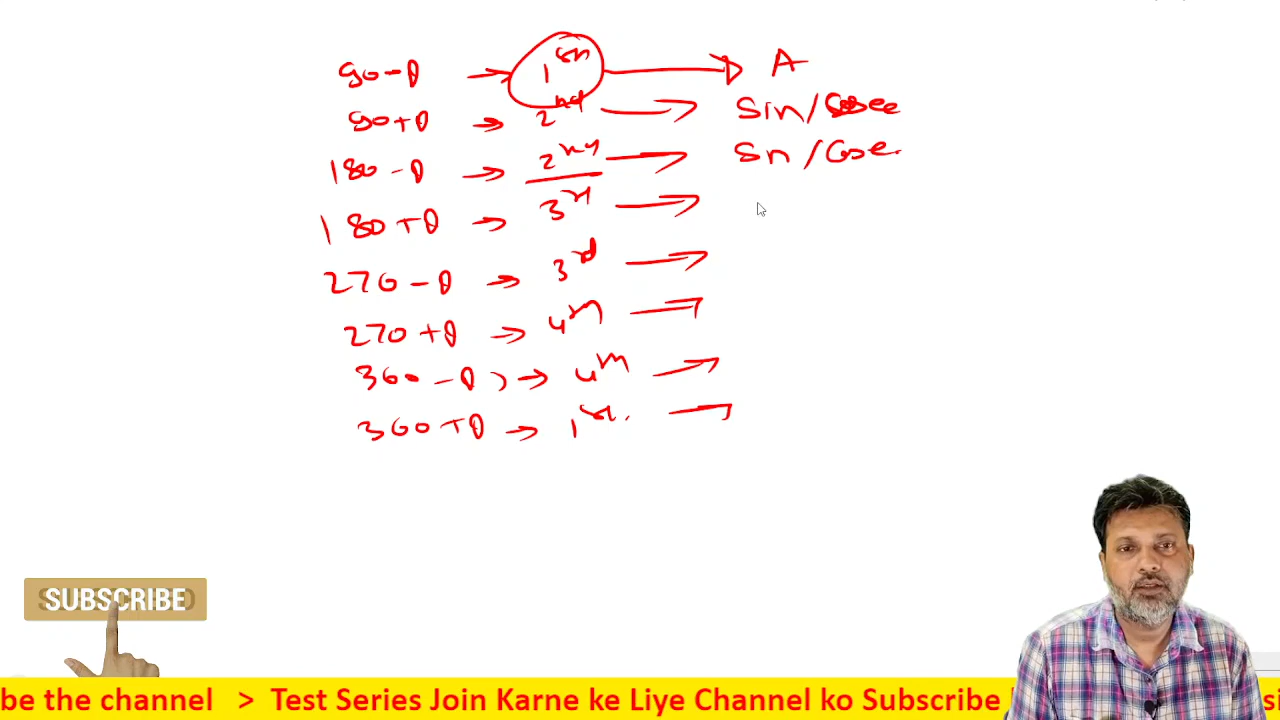 90-θ → 1st → A
90+θ → 2nd → Sin/Cosec
180-θ → 2nd → Sin/Cosec
180+θ → 3rd →
270-θ → 3rd →
270+θ → 4th →
360-θ → 4th →
360+θ → 1st. →
SUBSCRIBE
be the channel > Test Series Join Karne ke Liye Channel ko Subscribe